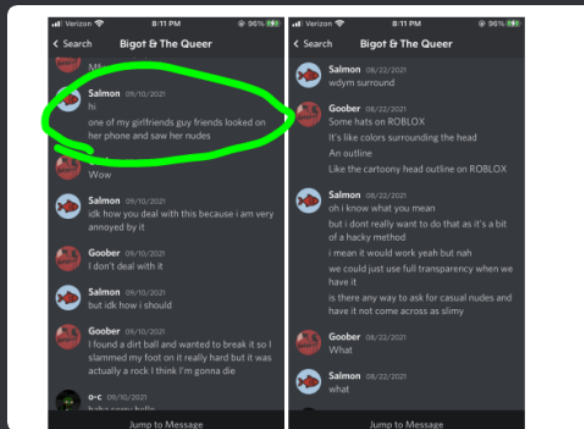 Verizon 8:11 PM 96%
Search Bigot & The Queer
Salmon 09/10/2021
hi
one of my girlfriends guy friends looked on
her phone and saw her nudes
Wow
Salmon 09/10/2021
idk how you deal with this because i am very
annoyed by it
Goober 09/10/2021
I don't deal with it
Salmon 09/10/2021
but idk how i should
Goober 09/10/2021
I found a dirt ball and wanted to break it so I
slammed my foot on it really hard but it was
actually a rock I think I'm gonna die
o-c 09/10/2021
haha sorry hello
Jump to Message
Verizon 8:11 PM 96%
Search Bigot & The Queer
Salmon 08/22/2021
wdym surround
Goober 08/22/2021
Some hats on ROBLOX
It's like colors surrounding the head
An outline
Like the cartoony head outline on ROBLOX
Salmon 08/22/2021
oh i know what you mean
but i dont really want to do that as it's a bit
of a hacky method
i mean it would work yeah but nah
we could just use full transparency when we
have it
is there any way to ask for casual nudes and
have it not come across as slimy
Goober 08/22/2021
What
Salmon 08/22/2021
what
Jump to Message